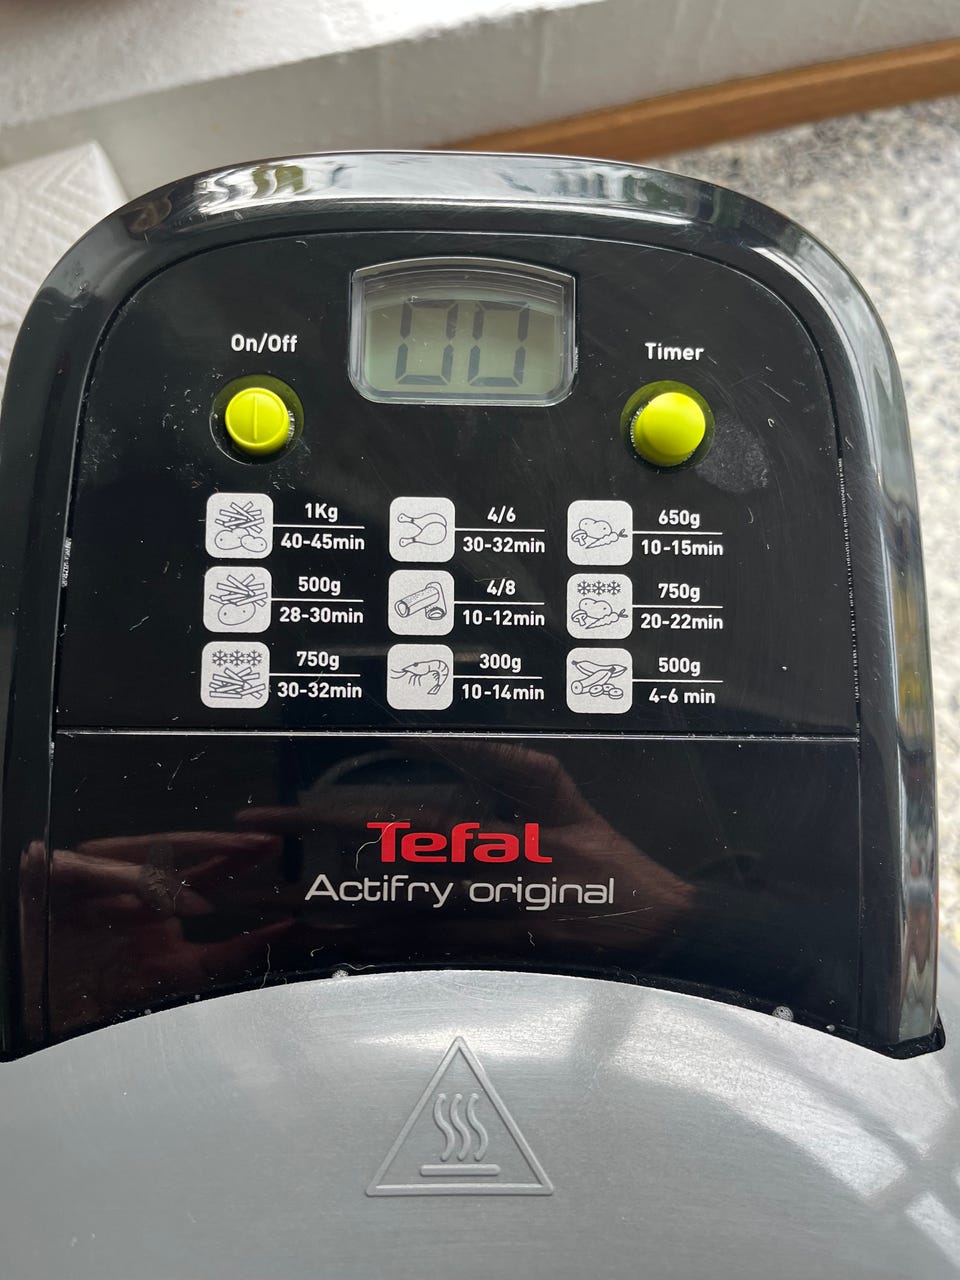 On/Off
00
Timer
1Kg
40-45min
4/6
30-32min
650g
10-15min
500g
28-30min
4/8
10-12min
750g
20-22min
750g
30-32min
300g
10-14min
500g
4-6 min
Tefal
Actifry original